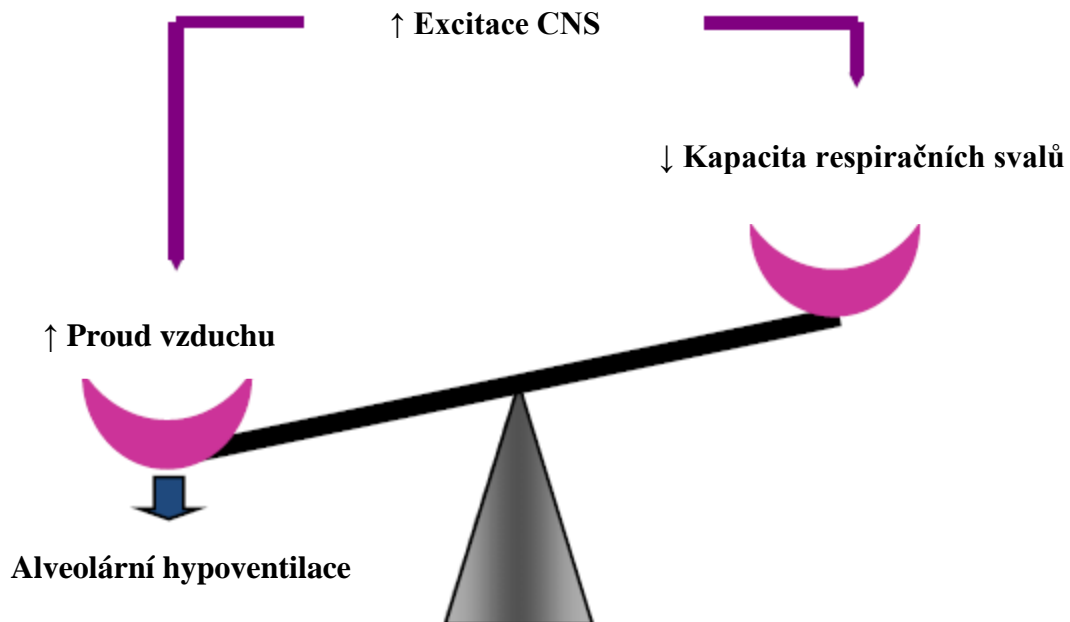 ↑ Excitace CNS
↓ Kapacita respiračních svalů
↑ Proud vzduchu
Alveolární hypoventilace